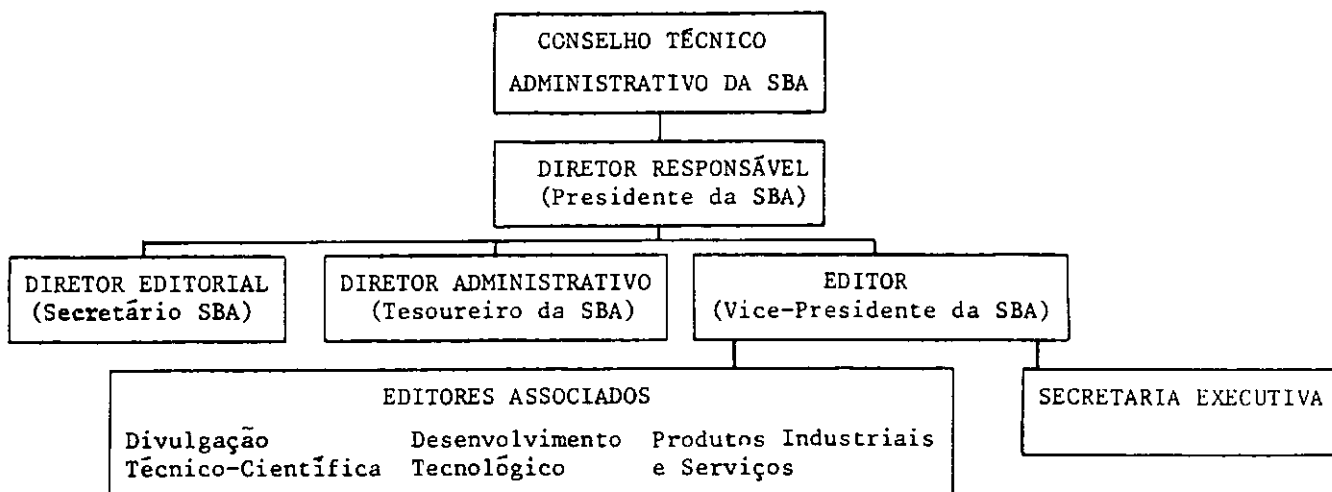 CONSELHO TÉCNICO
ADMINISTRATIVO DA SBA
DIRETOR RESPONSÁVEL
(Presidente da SBA)
DIRETOR EDITORIAL
(Secretário SBA)
DIRETOR ADMINISTRATIVO
(Tesoureiro da SBA)
EDITOR
(Vice-Presidente da SBA)
EDITORES ASSOCIADOS
Divulgação
Técnico-Científica
Desenvolvimento
Tecnológico
Produtos Industriais
e Serviços
SECRETARIA EXECUTIVA